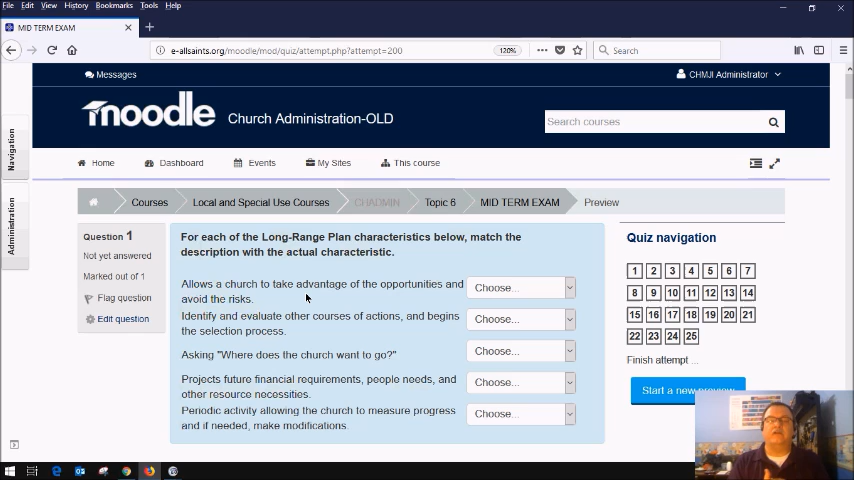 File Edit View History Bookmarks Tools Help
MID TERM EXAM
e-allsaints.org/moodle/mod/quiz/attempt.php?attempt=200
120%
Search
Messages
CHMJI Administrator
moodle
Church Administration-OLD
Search courses
Home
Dashboard
Events
My Sites
This course
Navigation
Administration
Courses
Local and Special Use Courses
CHADMIN
Topic 6
MID TERM EXAM
Preview
Question 1
Not yet answered
Marked out of 1
Flag question
Edit question
For each of the Long-Range Plan characteristics below, match the
description with the actual characteristic.
Allows a church to take advantage of the opportunities and
avoid the risks.
Choose...
Identify and evaluate other courses of actions, and begins
the selection process.
Choose...
Asking "Where does the church want to go?"
Choose...
Projects future financial requirements, people needs, and
other resource necessities.
Choose...
Periodic activity allowing the church to measure progress
and if needed, make modifications.
Choose...
Quiz navigation
1 2 3 4 5 6 7
8 9 10 11 12 13 14
15 16 17 18 19 20 21
22 23 24 25
Finish attempt ...
Start a new preview